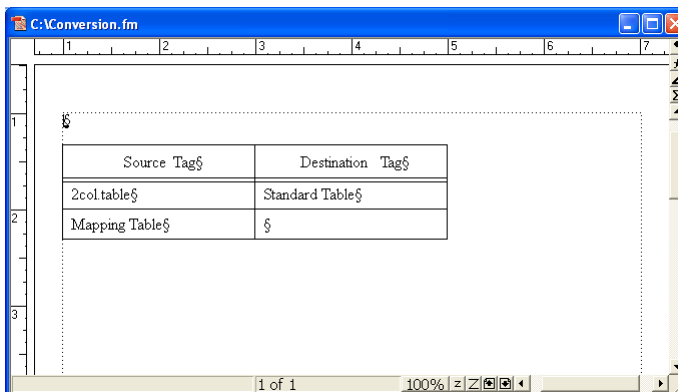 C:\Conversion.fm
1 2 3 4 5 6 7
1
§
Source Tag§ Destination Tag§
2col.table§ Standard Table§
2
Mapping Table§ §
3
1 of 1 100% z Z